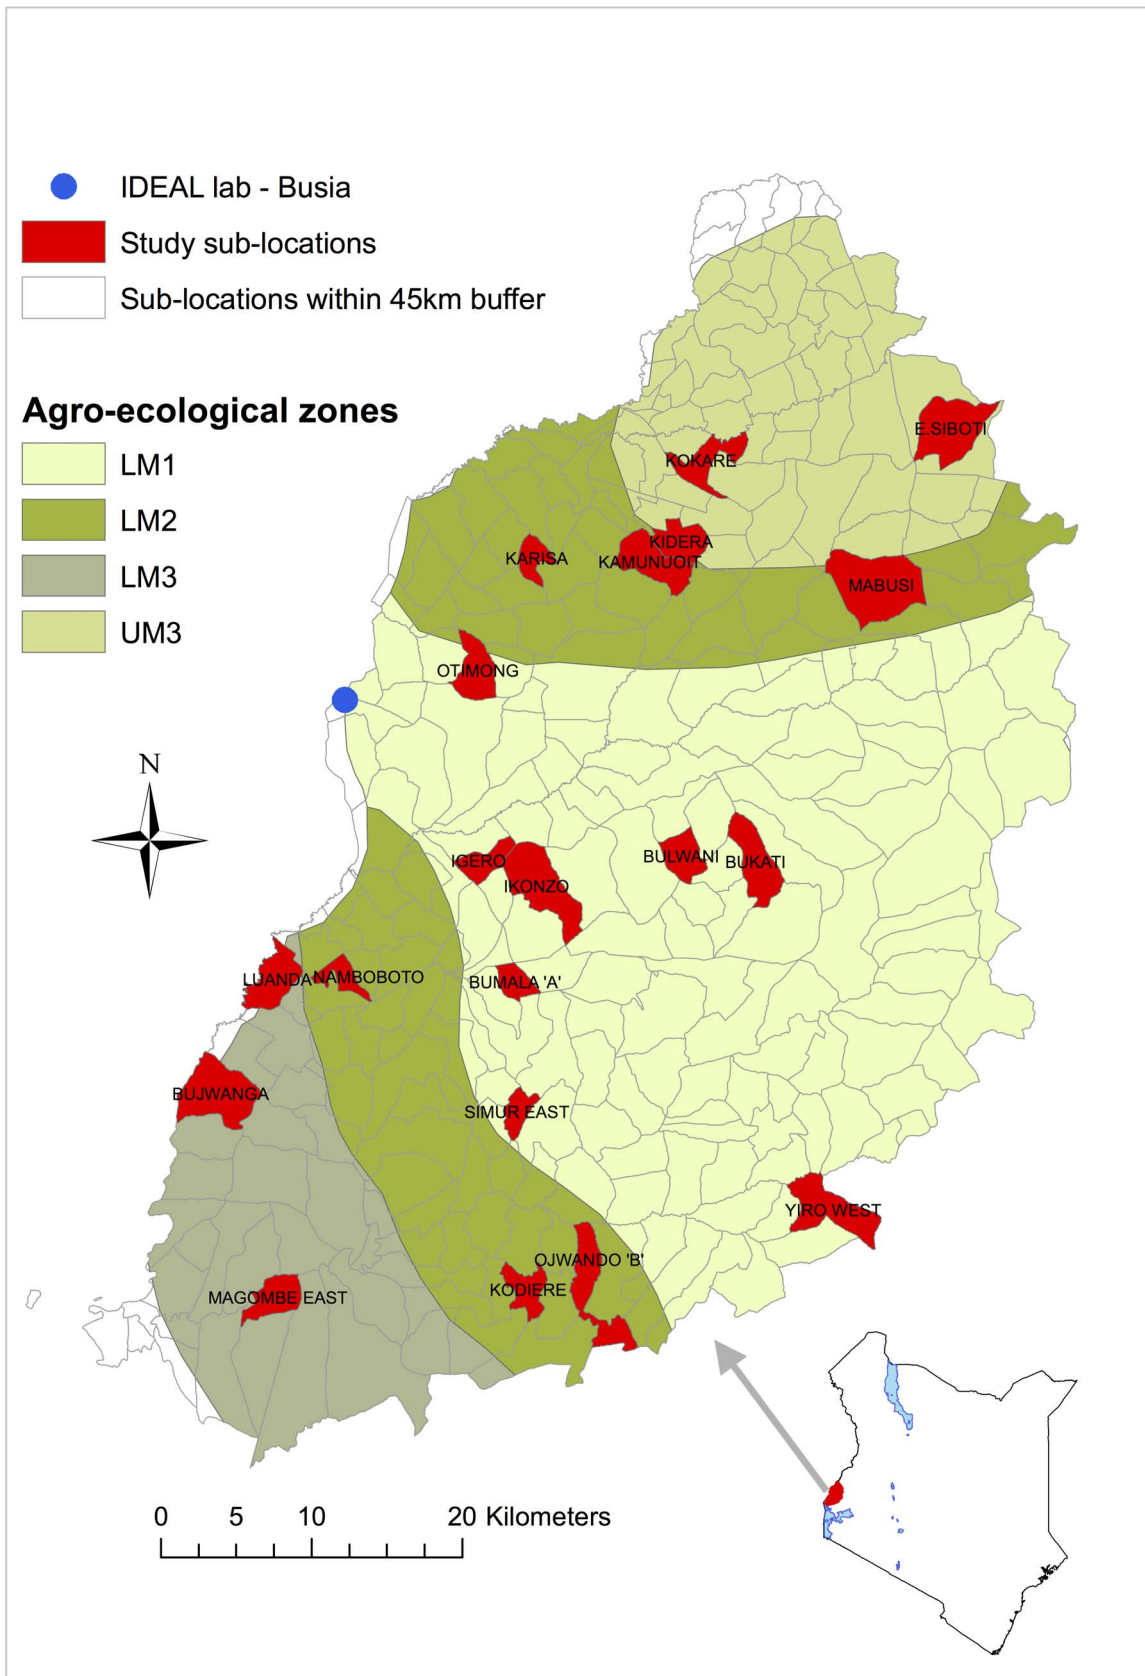 IDEAL lab - Busia
Study sub-locations
Sub-locations within 45km buffer
Agro-ecological zones
LM1
LM2
LM3
UM3
E.SIBOTI
KOKARE
KIDERA
KARISA
KAMUNUOIT
MABUSI
OTIMONG
N
IGERO
BULWANI
BUKATI
IKONZO
LUANDA
NAMBOBOTO
BUMALA 'A'
BUJWANGA
SIMUR EAST
YIRO WEST
OJWANDO 'B'
KODIERE
MAGOMBE EAST
0 5 10 20 Kilometers